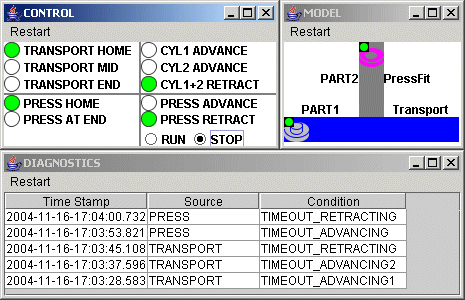 CONTROL
Restart
TRANSPORT HOME
TRANSPORT MID
TRANSPORT END
CYL1 ADVANCE
CYL2 ADVANCE
CYL1+2 RETRACT
PRESS HOME
PRESS AT END
PRESS ADVANCE
PRESS RETRACT
RUN STOP
MODEL
Restart
PART2 PressFit
PART1 Transport
DIAGNOSTICS
Restart
Time Stamp Source Condition
2004-11-16-17:04:00.732 PRESS TIMEOUT_RETRACTING
2004-11-16-17:03:53.821 PRESS TIMEOUT_ADVANCING
2004-11-16-17:03:45.108 TRANSPORT TIMEOUT_RETRACTING
2004-11-16-17:03:37.596 TRANSPORT TIMEOUT_ADVANCING2
2004-11-16-17:03:28.583 TRANSPORT TIMEOUT_ADVANCING1